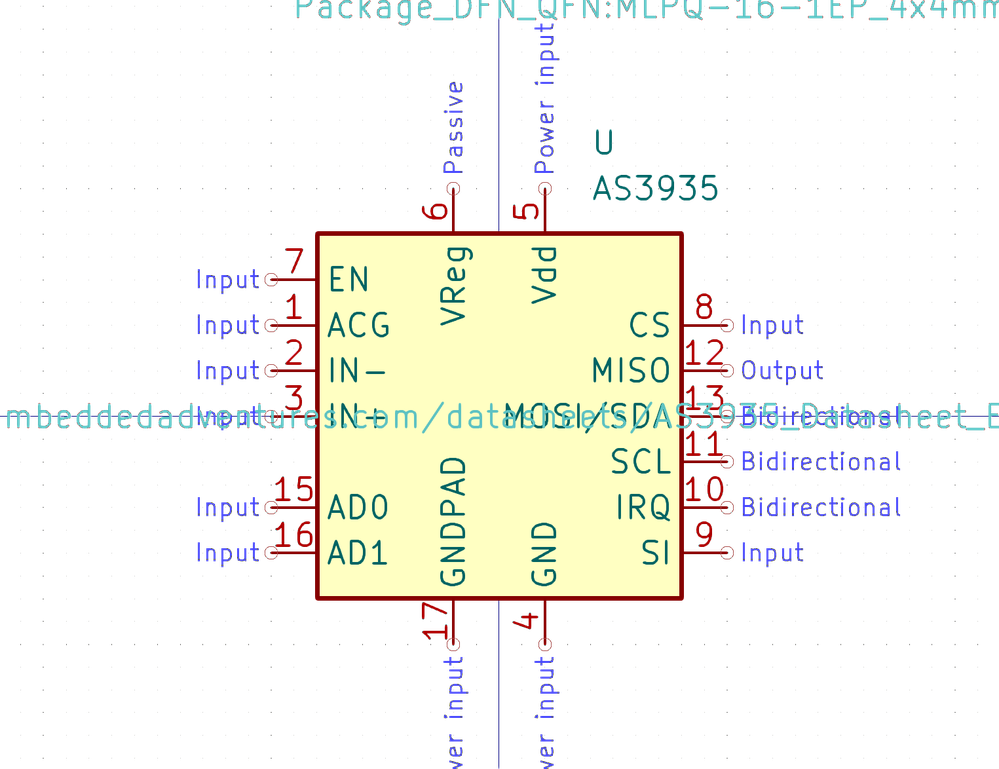 Package_DFN_QFN:MLPQ-16-1EP_4x4mm
Passive
Power input
U
AS3935
6
5
VReg
Vdd
Input 7 EN
Input 1 ACG
Input 2 IN-
Input 3 IN+
Input 15 AD0
Input 16 AD1
CS 8 Input
MISO 12 Output
MOSI/SDA 13 Bidirectional
SCL 11 Bidirectional
IRQ 10 Bidirectional
SI 9 Input
mbeddedadventures.com/datasheets/AS3935_Datasheet_E
GNDPAD
GND
17
4
wer input
wer input